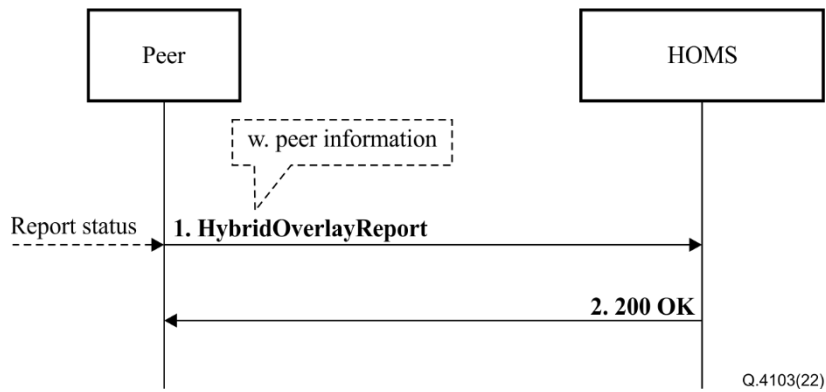 Peer
HOMS
w. peer information
Report status
1. HybridOverlayReport
2. 200 OK
Q.4103(22)